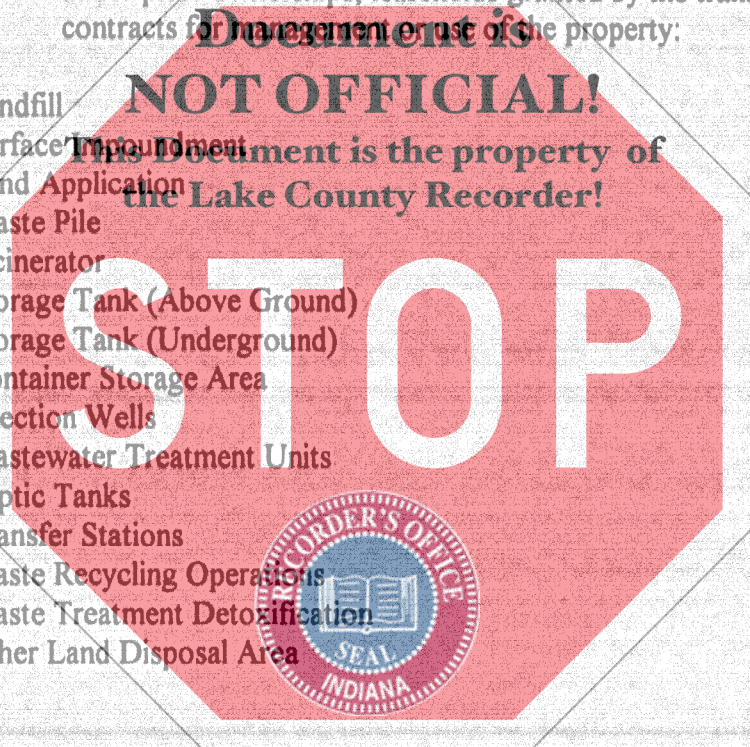 Document is
contracts for management or use of the property:
NOT OFFICIAL!
This Document is the property of
the Lake County Recorder!
ndfill
rface Impoundment
nd Application
aste Pile
cinerator
orage Tank (Above Ground)
orage Tank (Underground)
ontainer Storage Area
ection Wells
astewater Treatment Units
ptic Tanks
ansfer Stations
aste Recycling Operations
aste Treatment Detoxification
her Land Disposal Area
STOP
RECORDER'S OFFICE
SEAL
INDIANA